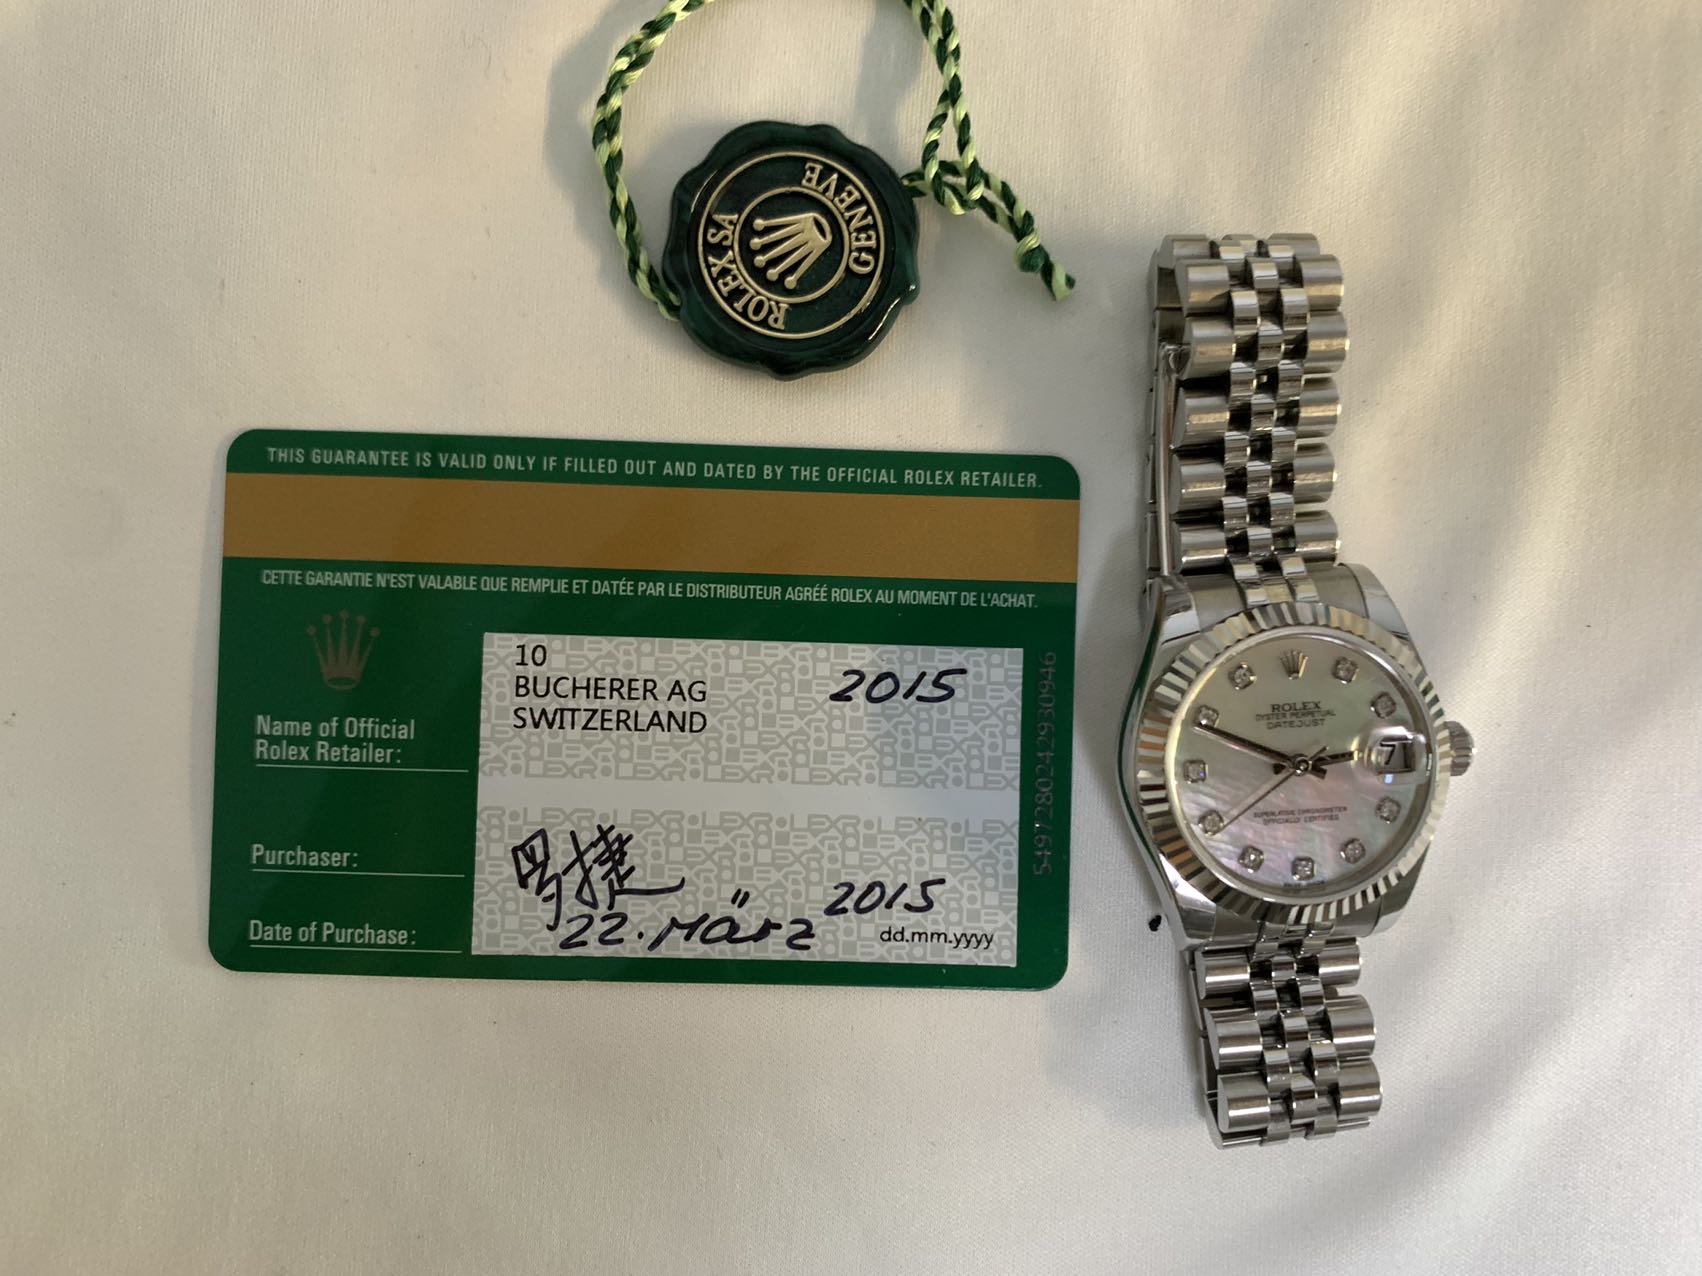 ROLEX SA GENEVE
THIS GUARANTEE IS VALID ONLY IF FILLED OUT AND DATED BY THE OFFICIAL ROLEX RETAILER.
CETTE GARANTIE N'EST VALABLE QUE REMPLIE ET DATÉE PAR LE DISTRIBUTEUR AGRÉÉ ROLEX AU MOMENT DE L'ACHAT.
Name of Official
Rolex Retailer:
10
BUCHERER AG
SWITZERLAND
2015
Purchaser:
Date of Purchase:
22. März 2015
dd.mm.yyyy
5497280242930946
ROLEX
OYSTER PERPETUAL
DATEJUST
7
SUPERLATIVE CHRONOMETER
OFFICIALLY CERTIFIED